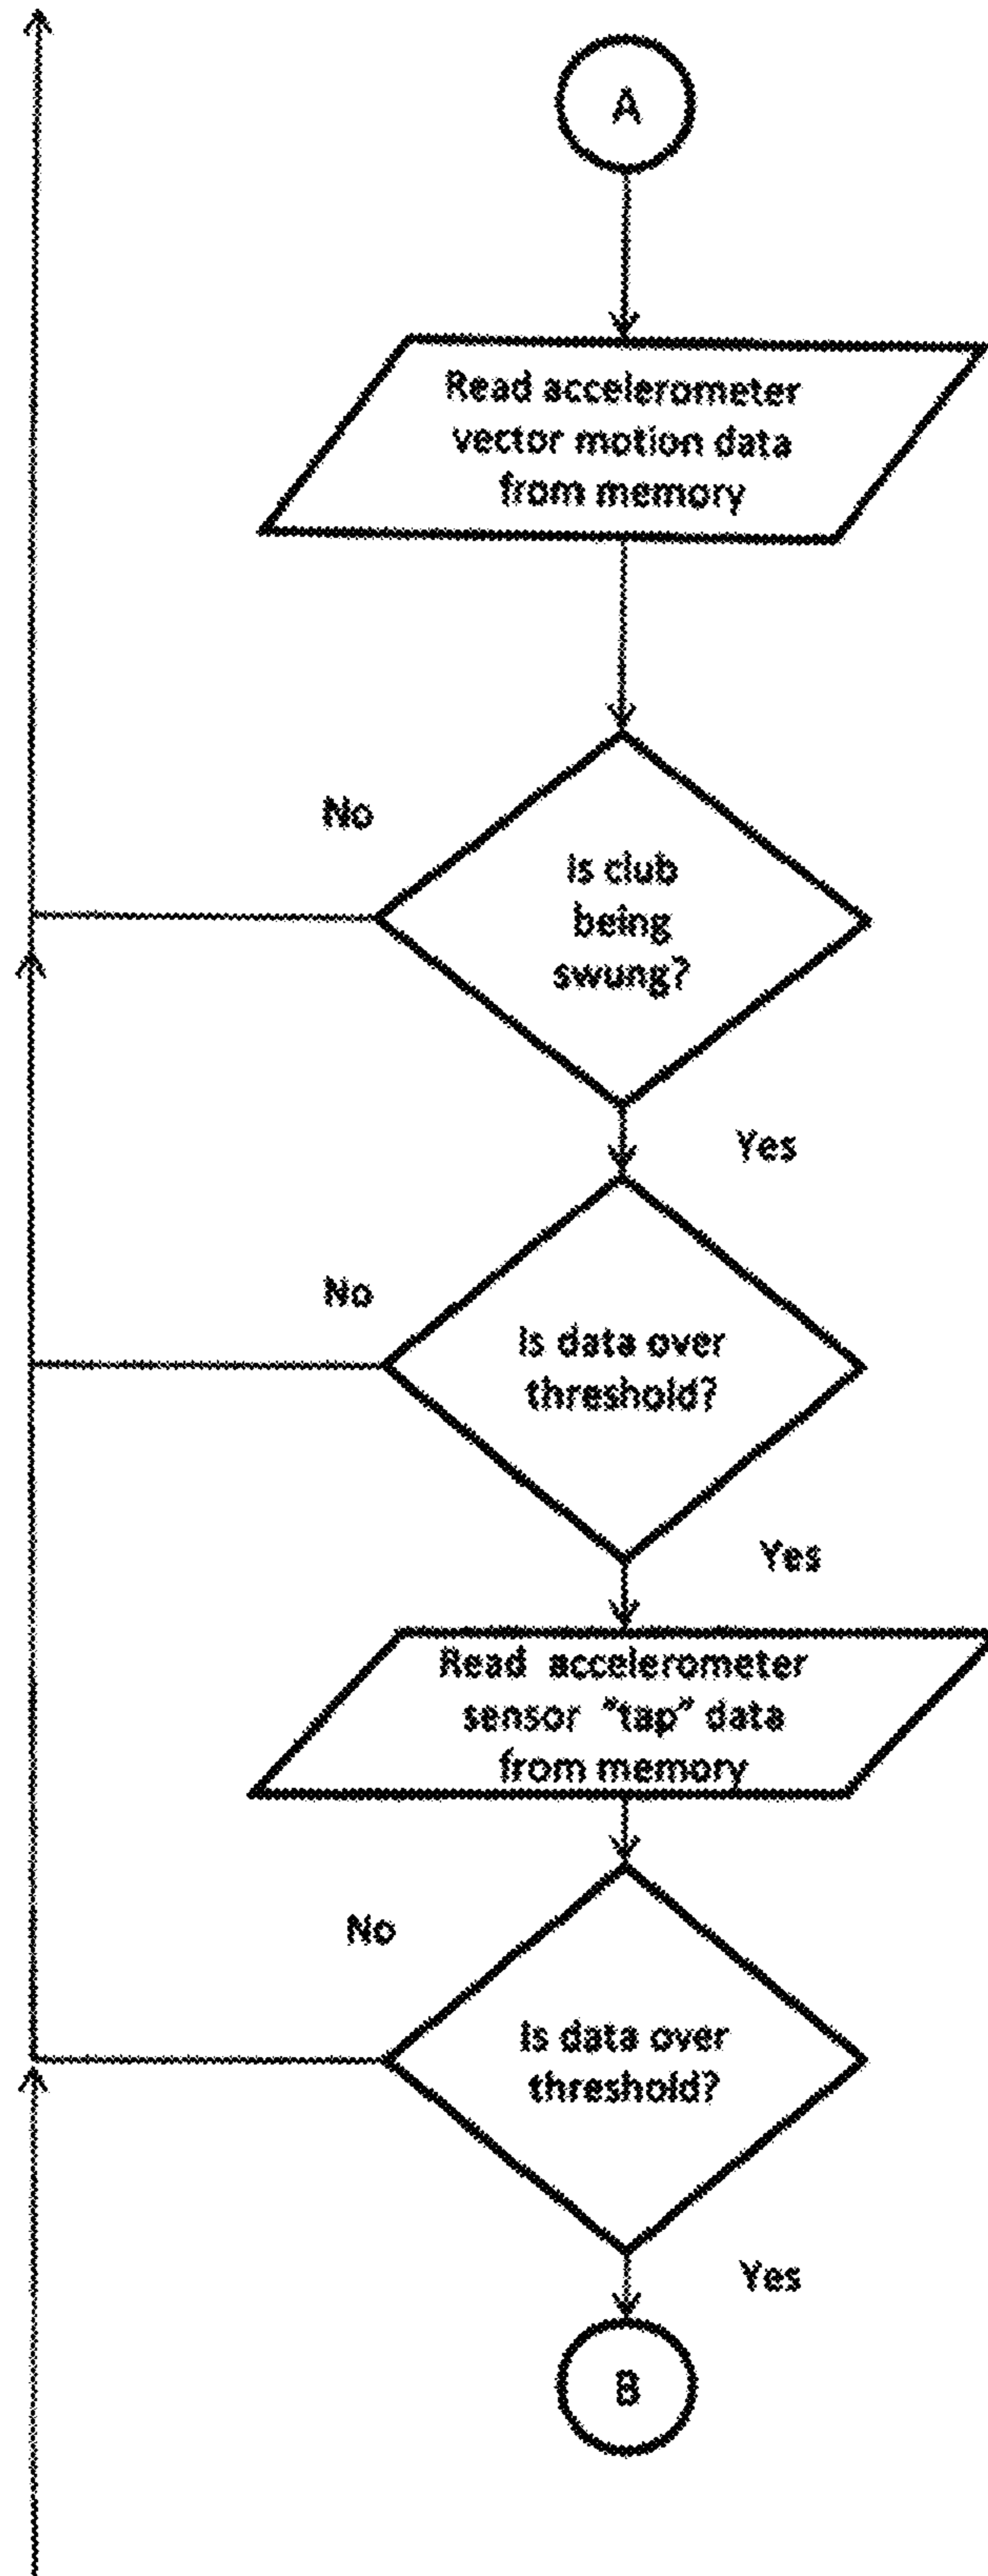 A
Read accelerometer
vector motion data
from memory
No
Is club
being
swung?
Yes
No
Is data over
threshold?
Yes
Read accelerometer
sensor "tap" data
from memory
No
Is data over
threshold?
Yes
B